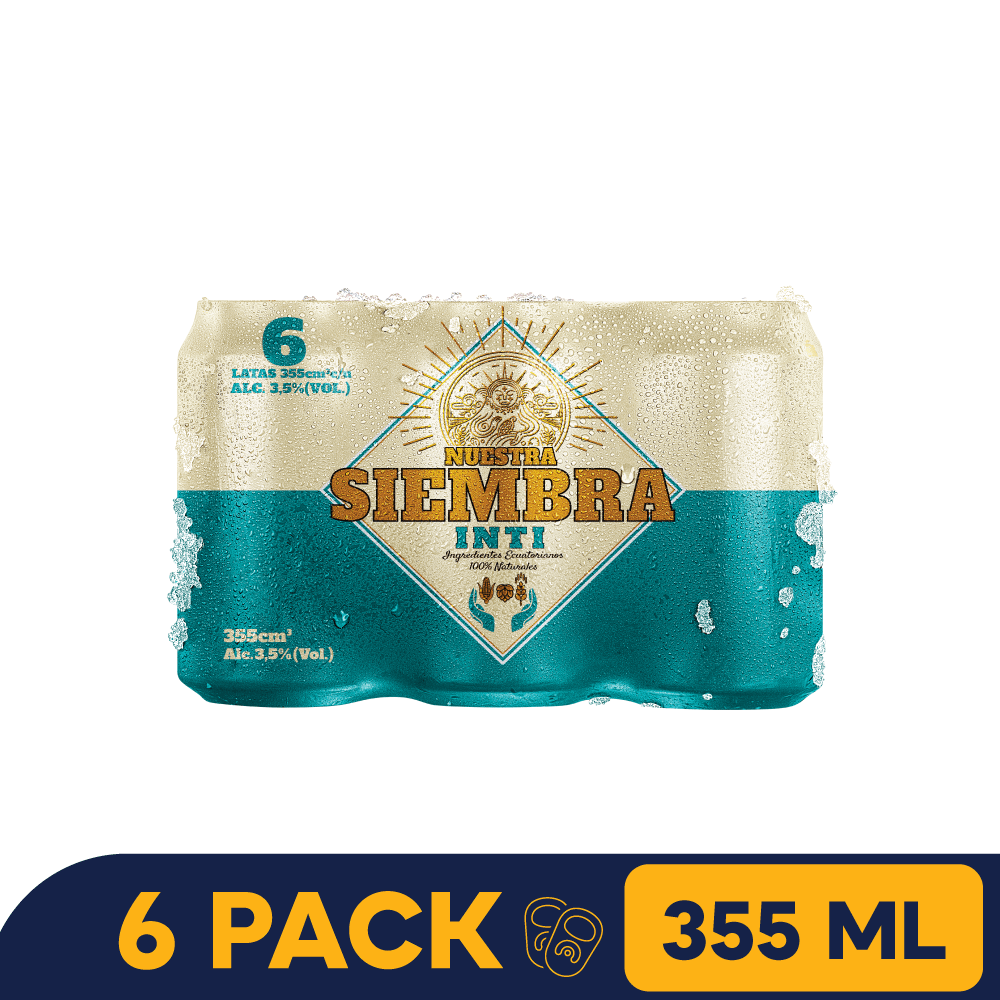 6
LATAS 355cm³c/u
ALC. 3,5%(VOL.)
NUESTRA
SIEMBRA
INTI
Ingredientes Ecuatorianos
100% Naturales
355cm³
Alc.3,5%(Vol.)
6 PACK
355 ML